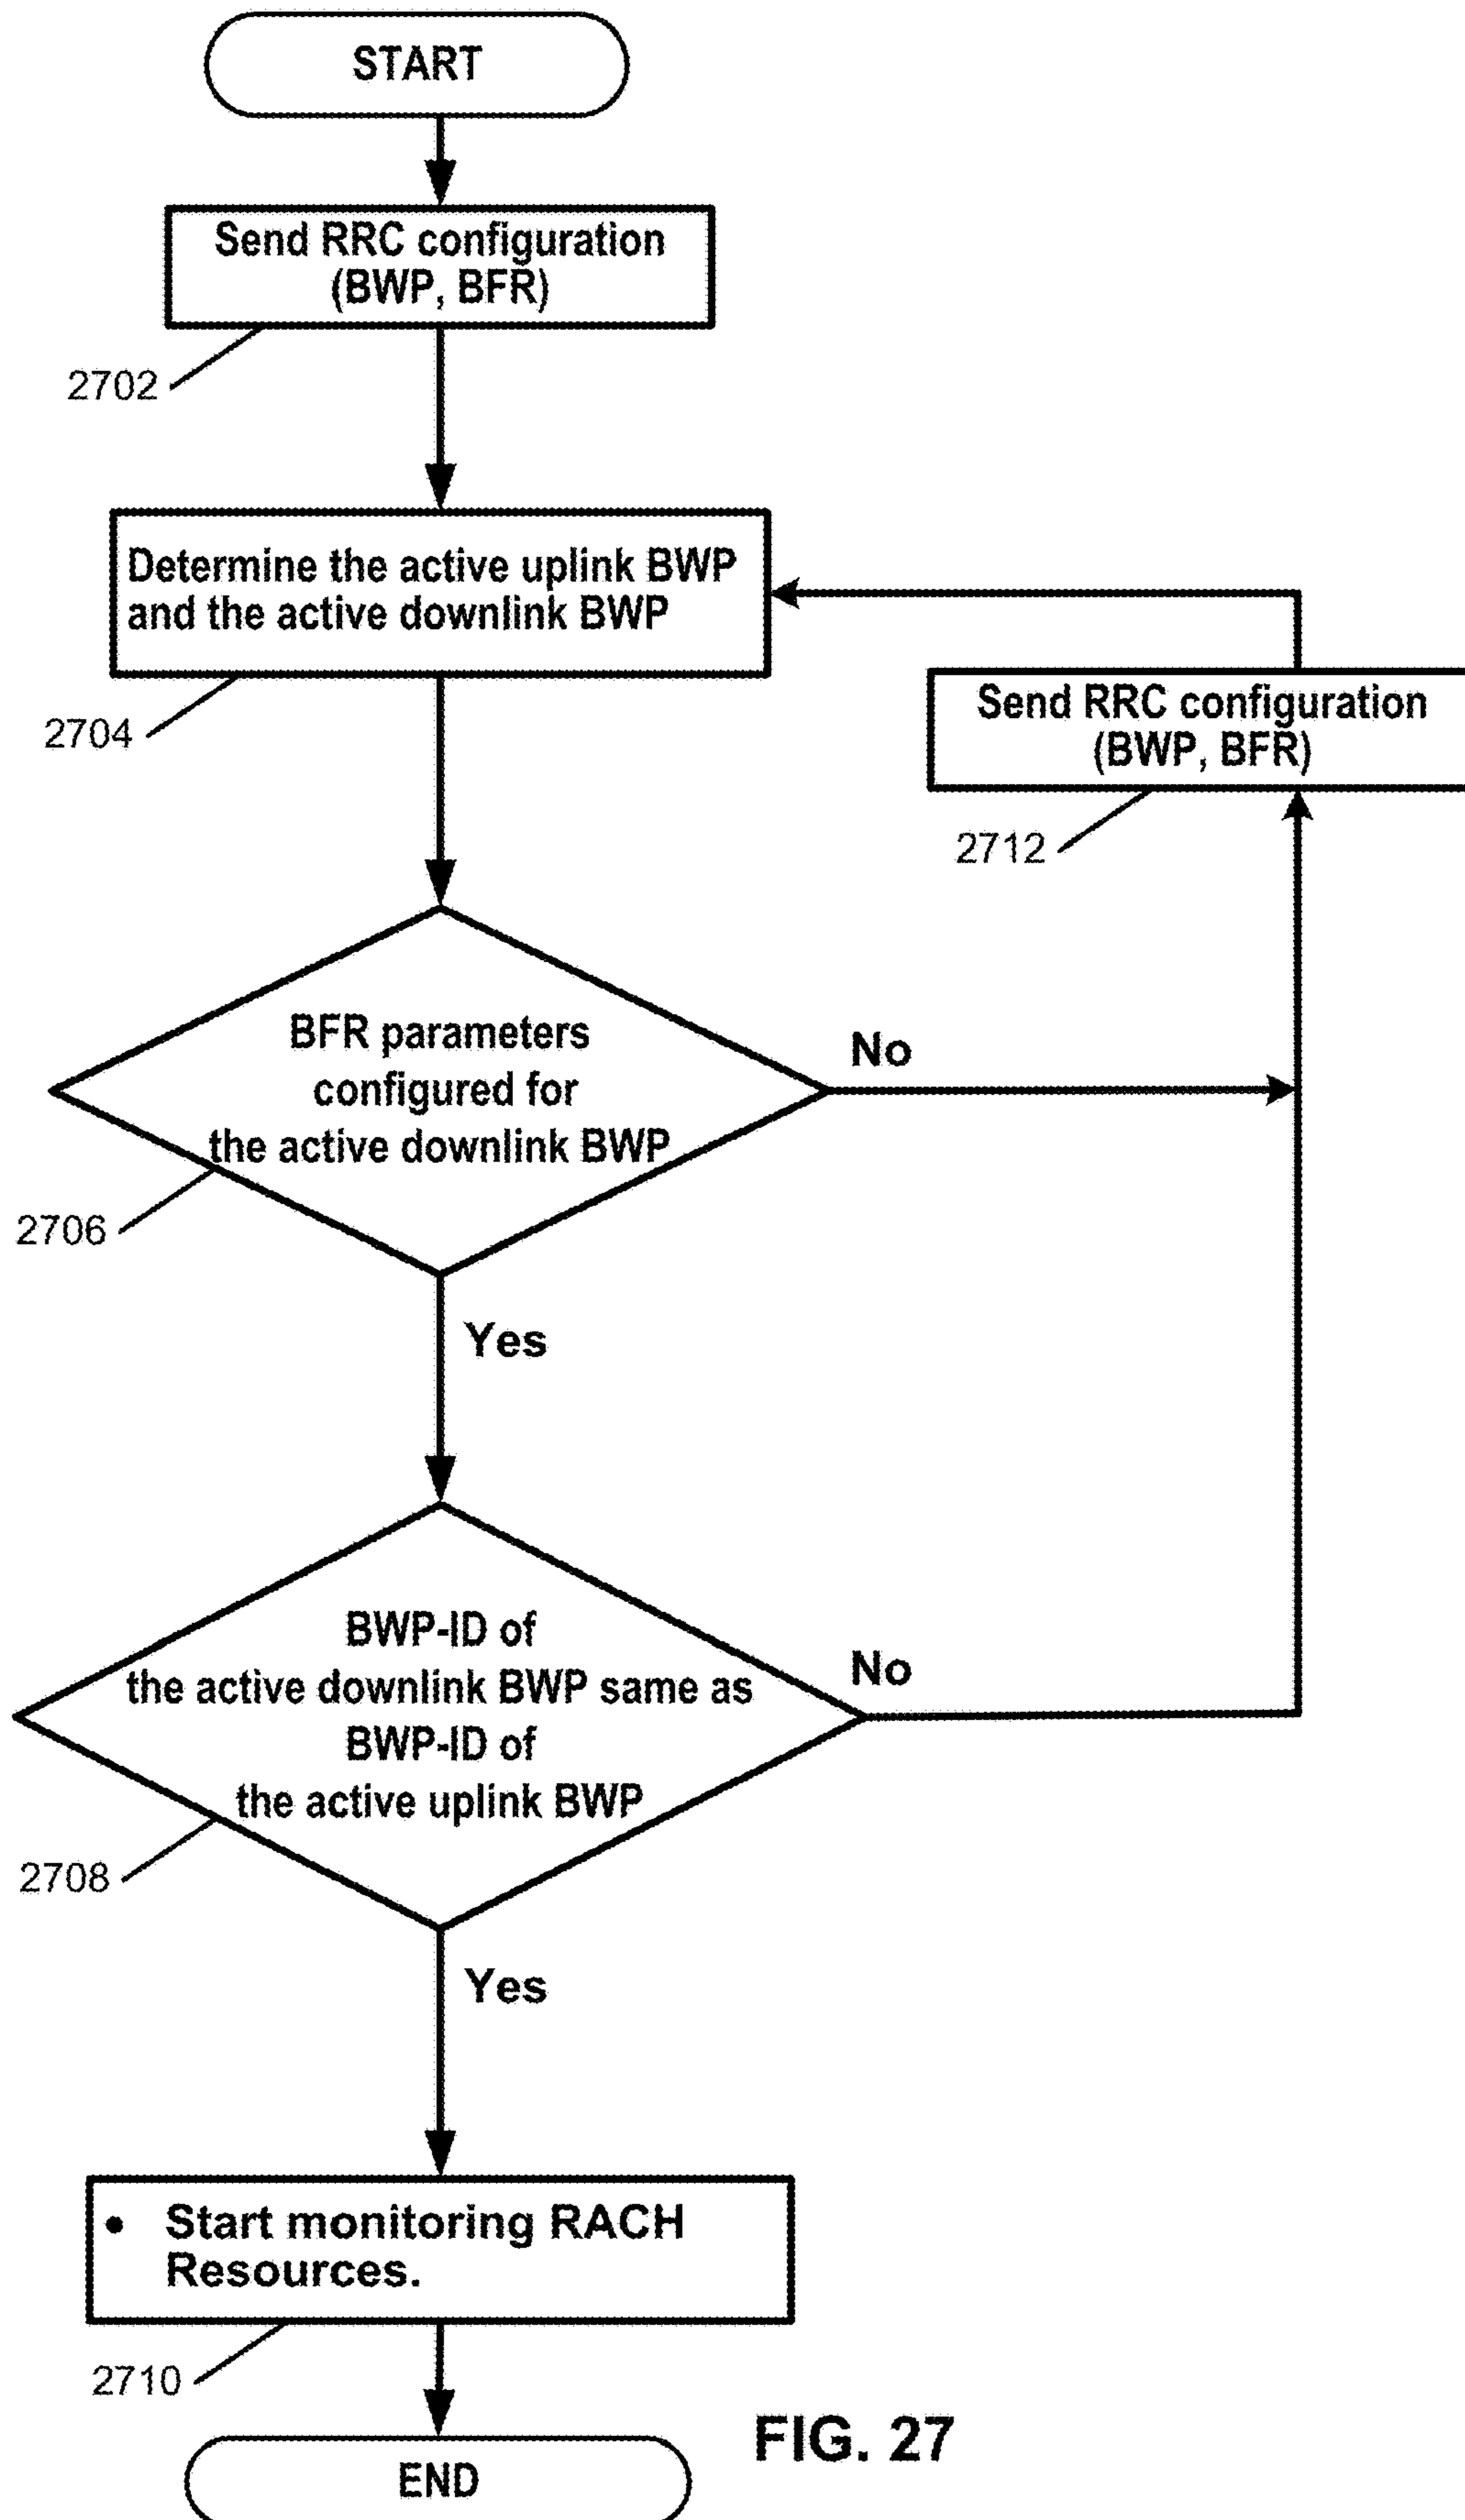 START
Send RRC configuration
(BWP, BFR)
2702
Determine the active uplink BWP
and the active downlink BWP
2704
Send RRC configuration
(BWP, BFR)
2712
BFR parameters
configured for
the active downlink BWP
No
2706
Yes
BWP-ID of
the active downlink BWP same as
BWP-ID of
the active uplink BWP
No
2708
Yes
• Start monitoring RACH
Resources.
2710
END
FIG. 27